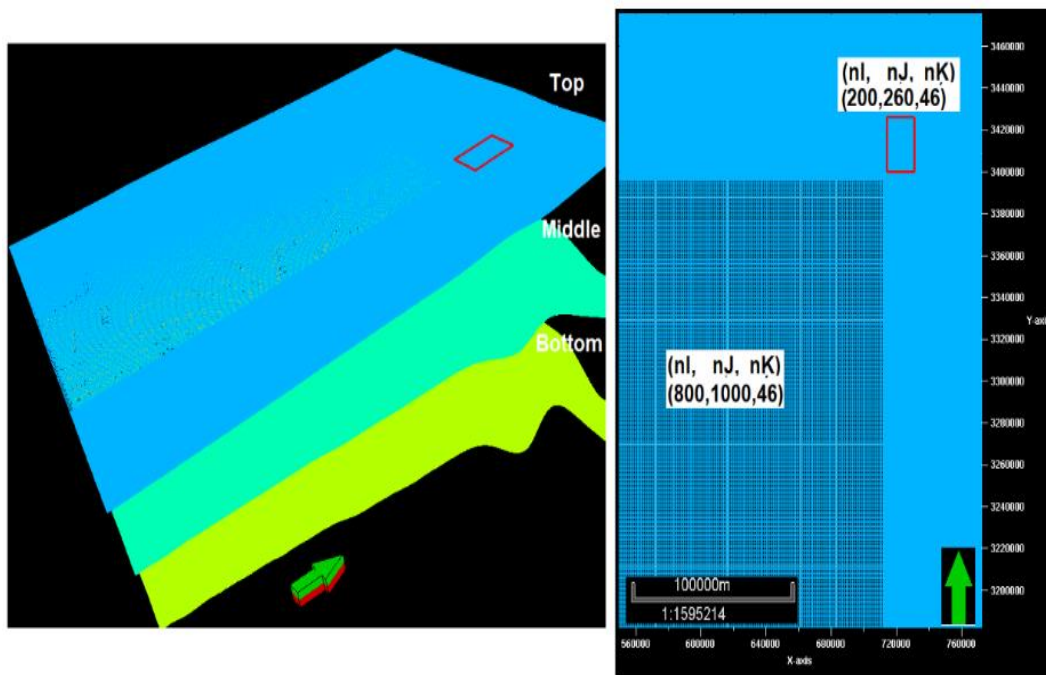 Top
Middle
Bottom
(nI, nJ, nK)
(200,260,46)
(nI, nJ, nK)
(800,1000,46)
100000m
1:1595214
3460000
3440000
3420000
3400000
3380000
3360000
3340000
Y-axi
3320000
3300000
3280000
3260000
3240000
3220000
3200000
560000 600000 640000 680000 720000 760000
X-axis